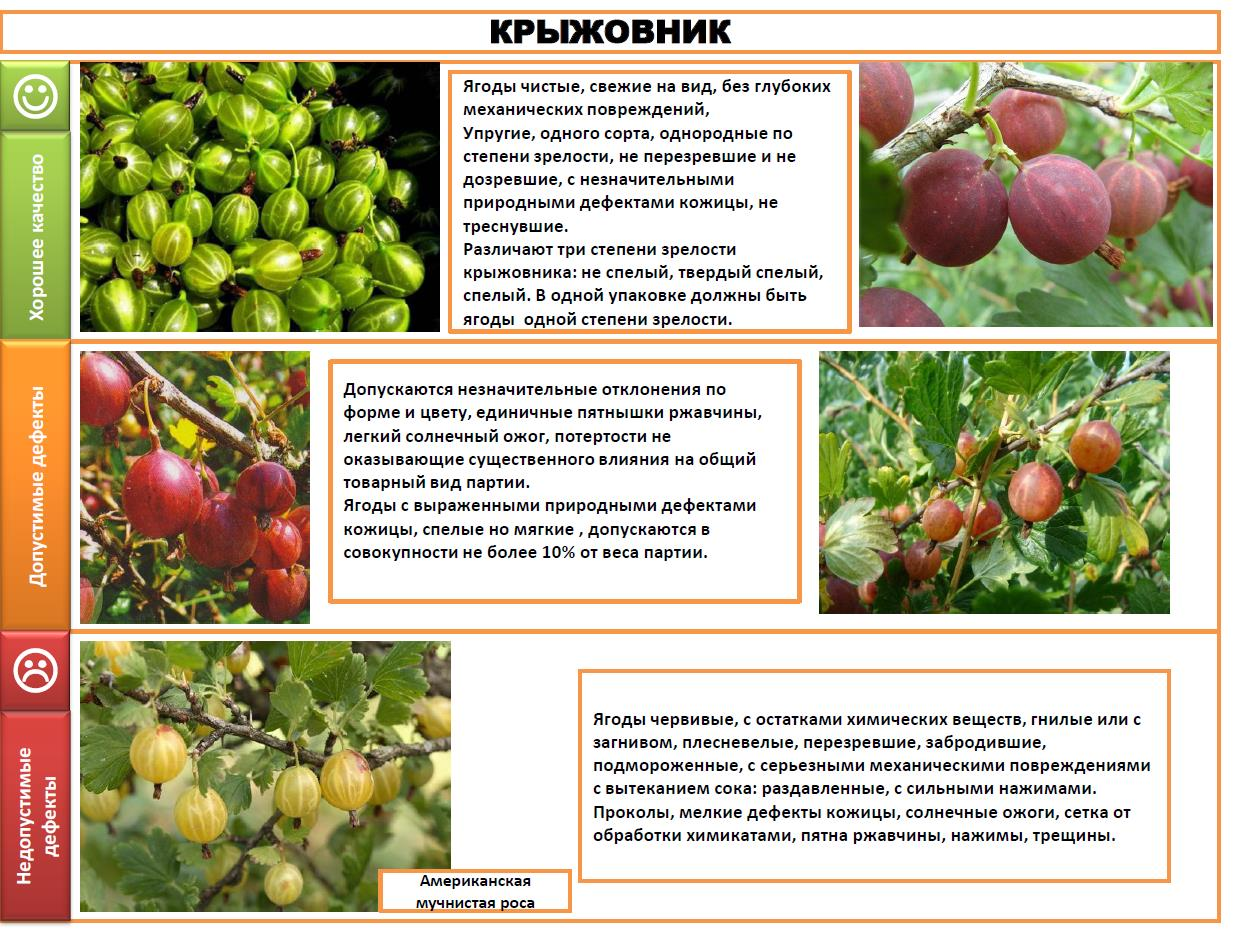 КРЫЖОВНИК
Хорошее качество
Ягоды чистые, свежие на вид, без глубоких
механических повреждений,
Упругие, одного сорта, однородные по
степени зрелости, не перезревшие и не
дозревшие, с незначительными
природными дефектами кожицы, не
треснувшие.
Различают три степени зрелости
крыжовника: не спелый, твердый спелый,
спелый. В одной упаковке должны быть
ягоды  одной степени зрелости.
Допустимые дефекты
Допускаются незначительные отклонения по
форме и цвету, единичные пятнышки ржавчины,
легкий солнечный ожог, потертости не
оказывающие существенного влияния на общий
товарный вид партии.
Ягоды с выраженными природными дефектами
кожицы, спелые но мягкие , допускаются в
совокупности не более 10% от веса партии.
Недопустимые
дефекты
Американская
мучнистая роса
Ягоды червивые, с остатками химических веществ, гнилые или с
загнивом, плесневелые, перезревшие, забродившие,
подмороженные, с серьезными механическими повреждениями
с вытеканием сока: раздавленные, с сильными нажимами.
Проколы, мелкие дефекты кожицы, солнечные ожоги, сетка от
обработки химикатами, пятна ржавчины, нажимы, трещины.